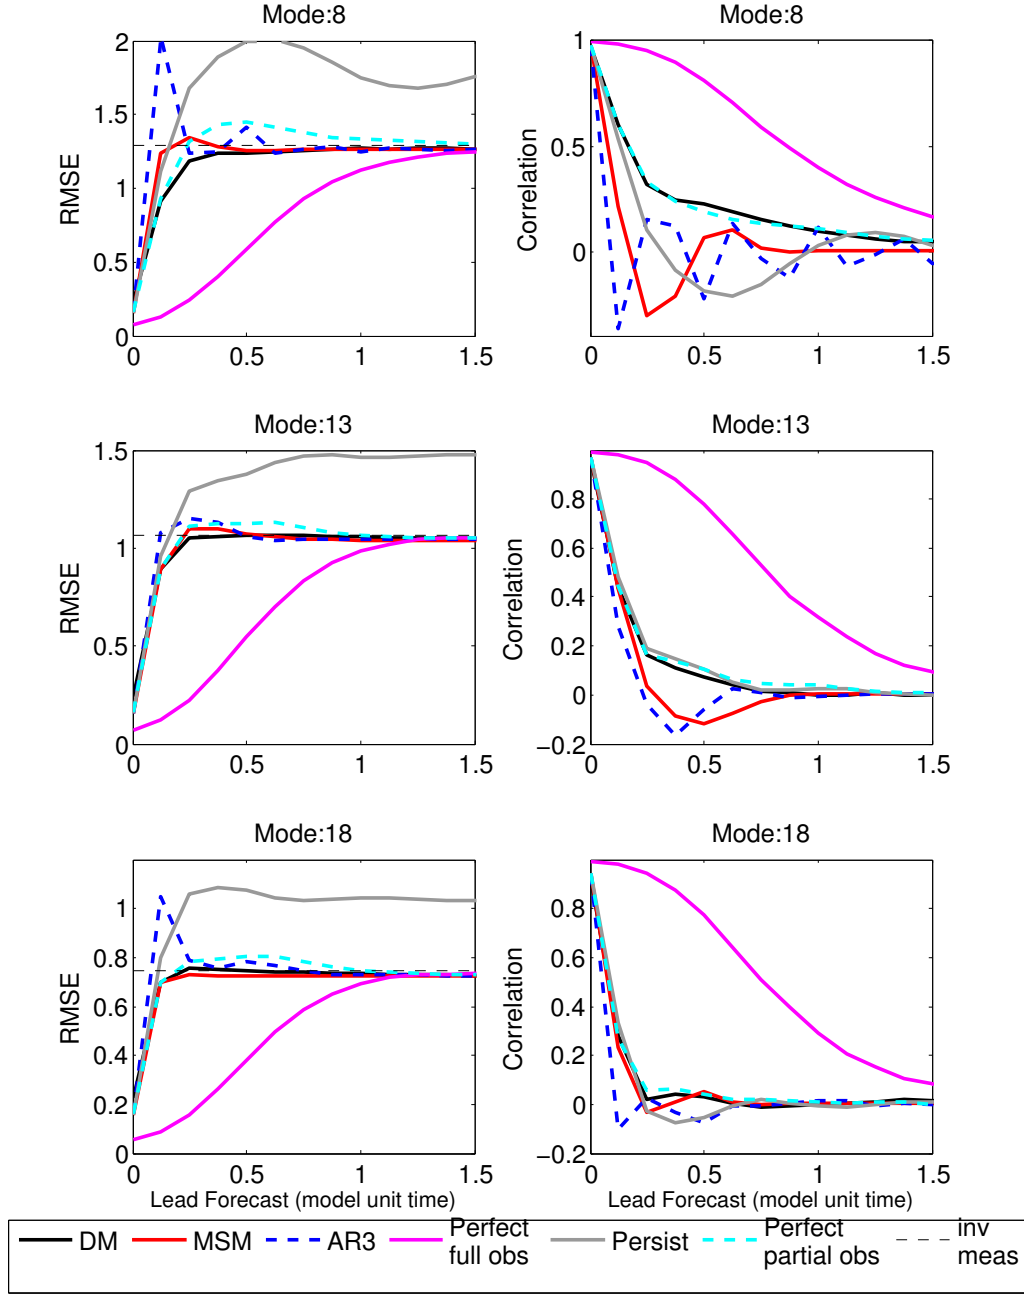 Mode:8
Mode:8
2
1.5
1
0.5
0
RMSE
0
0.5
1
1.5
1
0.5
0
Correlation
0
0.5
1
1.5
Mode:13
Mode:13
1.5
1
0.5
0
RMSE
0
0.5
1
1.5
0.8
0.6
0.4
0.2
0
−0.2
Correlation
0
0.5
1
1.5
Mode:18
Mode:18
1
0.8
0.6
0.4
0.2
0
RMSE
0
0.5
1
1.5
Lead Forecast (model unit time)
0.8
0.6
0.4
0.2
0
−0.2
Correlation
0
0.5
1
1.5
Lead Forecast (model unit time)
DM
MSM
AR3
Perfect
full obs
Persist
Perfect
partial obs
inv
meas